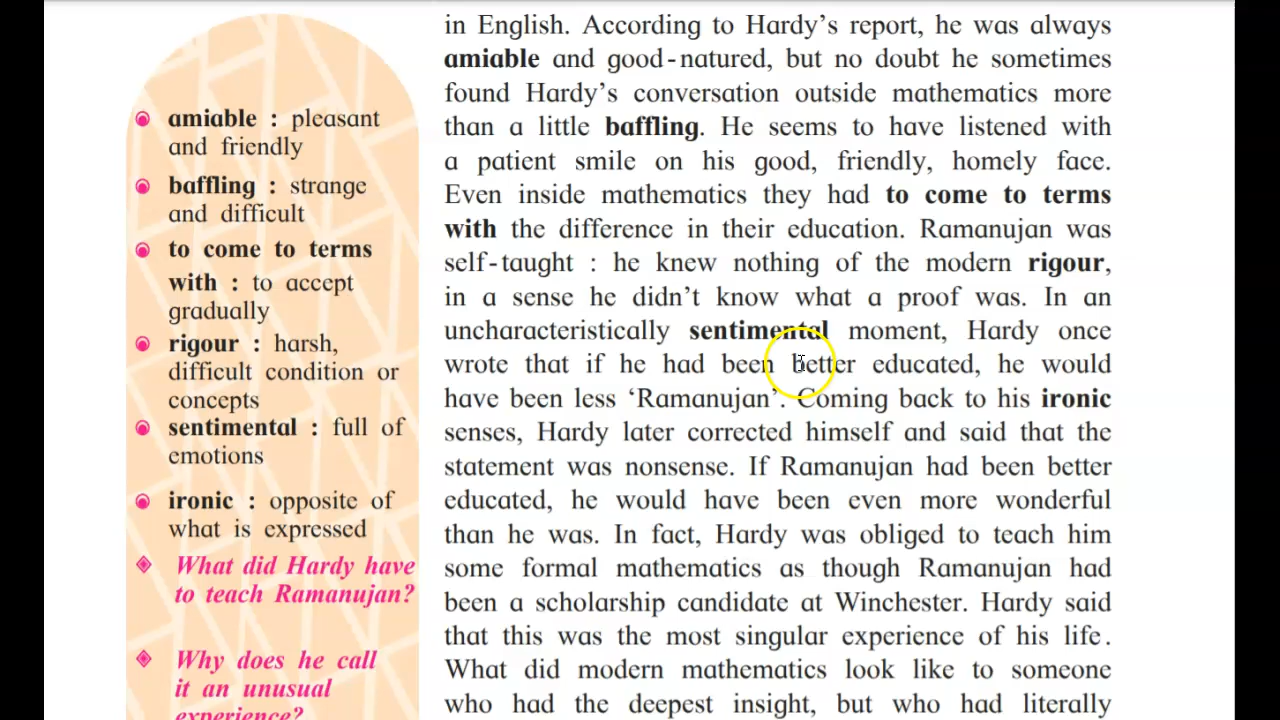 amiable : pleasant
and friendly
baffling : strange
and difficult
to come to terms
with : to accept
gradually
rigour : harsh,
difficult condition or
concepts
sentimental : full of
emotions
ironic : opposite of
what is expressed
What did Hardy have
to teach Ramanujan?
Why does he call
it an unusual
experience?
in English. According to Hardy's report, he was always
amiable and good-natured, but no doubt he sometimes
found Hardy's conversation outside mathematics more
than a little baffling. He seems to have listened with
a patient smile on his good, friendly, homely face.
Even inside mathematics they had to come to terms
with the difference in their education. Ramanujan was
self-taught : he knew nothing of the modern rigour,
in a sense he didn't know what a proof was. In an
uncharacteristically sentimental moment, Hardy once
wrote that if he had been better educated, he would
have been less ‘Ramanujan’. Coming back to his ironic
senses, Hardy later corrected himself and said that the
statement was nonsense. If Ramanujan had been better
educated, he would have been even more wonderful
than he was. In fact, Hardy was obliged to teach him
some formal mathematics as though Ramanujan had
been a scholarship candidate at Winchester. Hardy said
that this was the most singular experience of his life.
What did modern mathematics look like to someone
who had the deepest insight, but who had literally